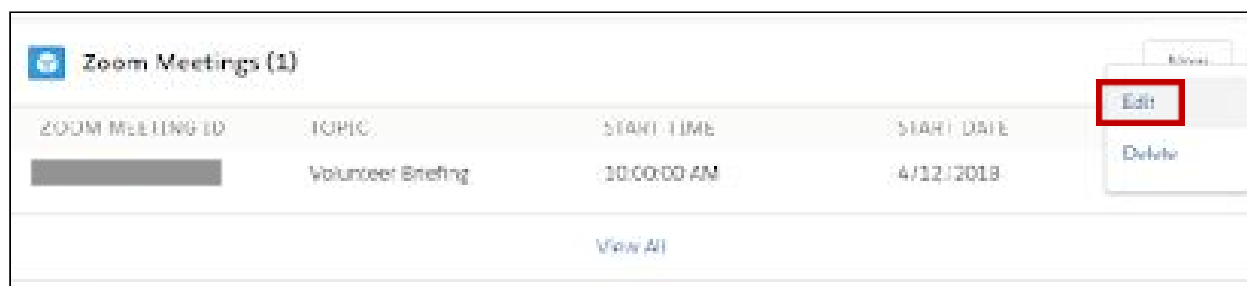 Zoom Meetings (1)
New
Edit
ZOOM MEETING ID TOPIC START TIME START DATE
Delete
Volunteer Briefing 10:00:00 AM 4/12/2018
View All